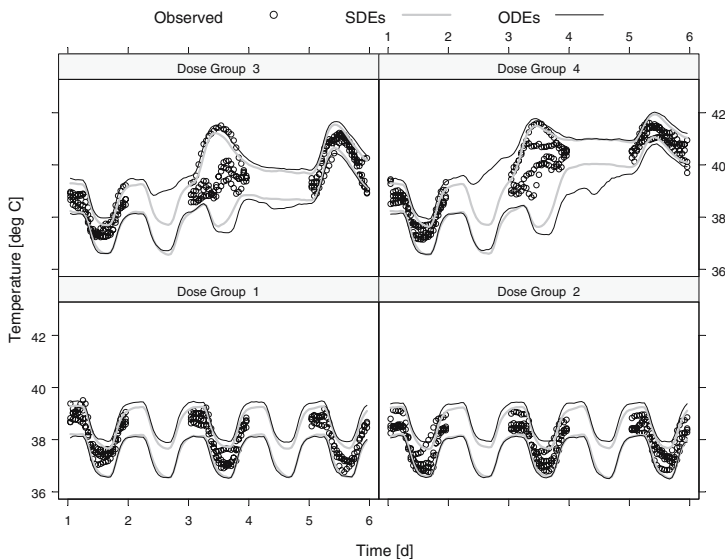 Observed SDEs ODEs
1 2 3 4 5 6
Dose Group 3 Dose Group 4
42
40
38
36
Temperature [deg C]
Dose Group 1 Dose Group 2
42
40
38
36
1 2 3 4 5 6
Time [d]